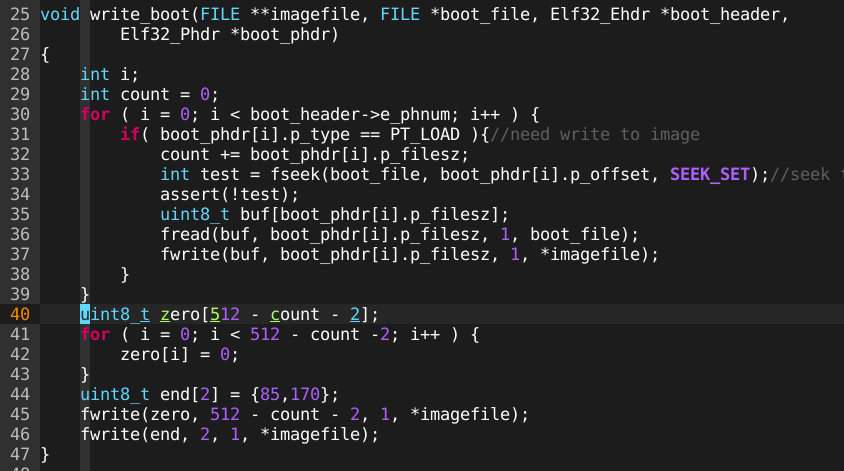 25 void write_boot(FILE **imagefile, FILE *boot_file, Elf32_Ehdr *boot_header,
26         Elf32_Phdr *boot_phdr)
27 {
28     int i;
29     int count = 0;
30     for ( i = 0; i < boot_header->e_phnum; i++ ) {
31         if( boot_phdr[i].p_type == PT_LOAD ){//need write to image
32             count += boot_phdr[i].p_filesz;
33             int test = fseek(boot_file, boot_phdr[i].p_offset, SEEK_SET);//seek
34             assert(!test);
35             uint8_t buf[boot_phdr[i].p_filesz];
36             fread(buf, boot_phdr[i].p_filesz, 1, boot_file);
37             fwrite(buf, boot_phdr[i].p_filesz, 1, *imagefile);
38         }
39     }
40     uint8_t zero[512 - count - 2];
41     for ( i = 0; i < 512 - count -2; i++ ) {
42         zero[i] = 0;
43     }
44     uint8_t end[2] = {85,170};
45     fwrite(zero, 512 - count - 2, 1, *imagefile);
46     fwrite(end, 2, 1, *imagefile);
47 }